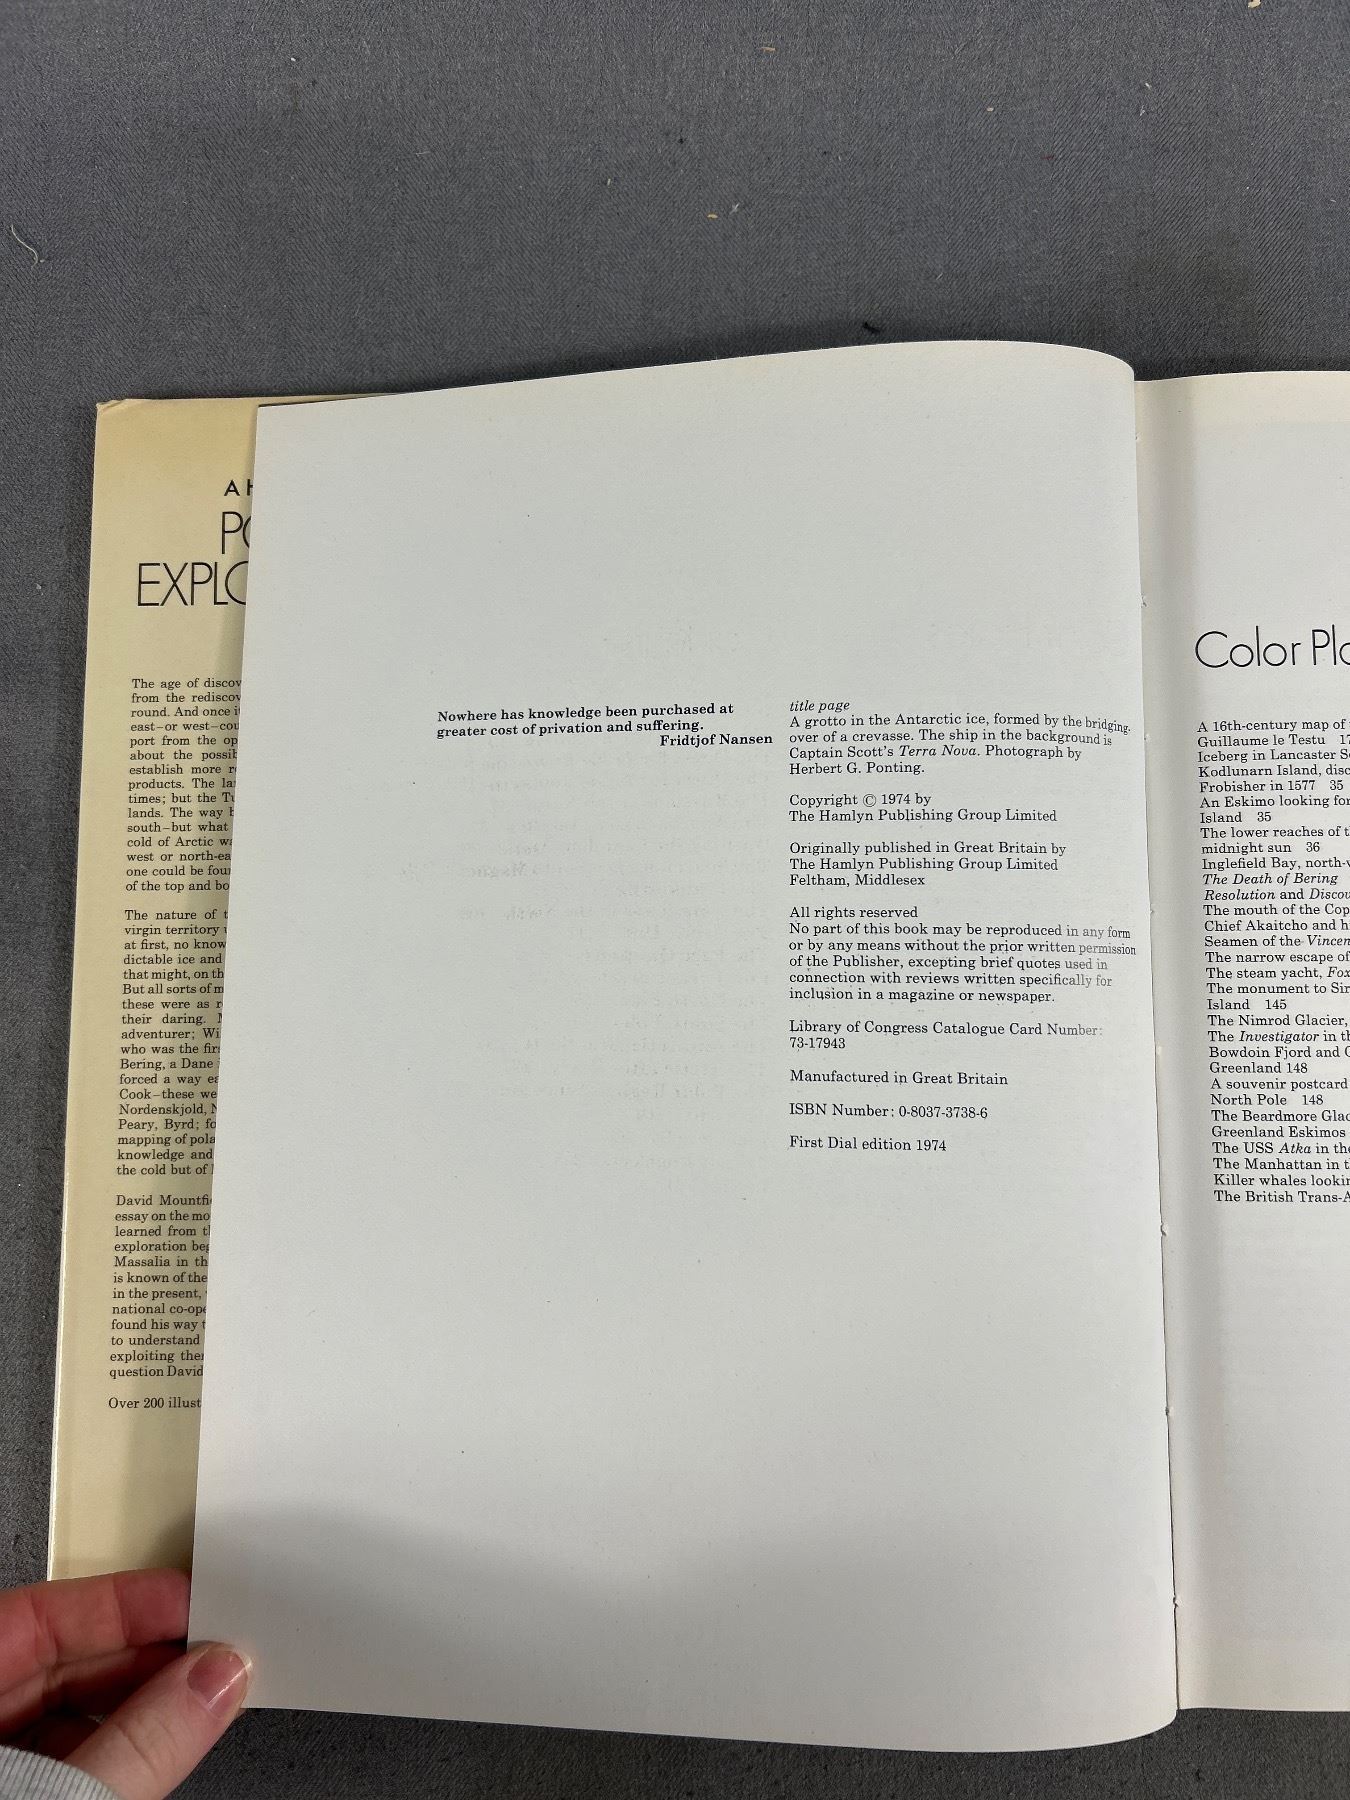 A H
PO
EXPLO
The age of discov
from the rediscov
round. And once i
east–or west–cou
port from the op
about the possib
establish more r
products. The la
times; but the Tu
lands. The way b
south–but what
cold of Arctic wa
west or north-ea
one could be foun
of the top and bo
The nature of t
virgin territory
at first, no know
dictable ice and
that might, on th
But all sorts of m
these were as r
their daring.
adventurer; Wi
who was the firs
Bering, a Dane
forced a way ea
Cook–these we
Nordenskjold, N
Peary, Byrd; fo
mapping of pola
knowledge and
the cold but of
David Mountfi
essay on the mo
learned from t
exploration beg
Massalia in th
is known of the
in the present,
national co-ope
found his way t
to understand
exploiting the
question David
Over 200 illust
Nowhere has knowledge been purchased at
greater cost of privation and suffering.
Fridtjof Nansen
title page
A grotto in the Antarctic ice, formed by the bridging
over of a crevasse. The ship in the background is
Captain Scott's Terra Nova. Photograph by
Herbert G. Ponting.
Copyright © 1974 by
The Hamlyn Publishing Group Limited
Originally published in Great Britain by
The Hamlyn Publishing Group Limited
Feltham, Middlesex
All rights reserved
No part of this book may be reproduced in any form
or by any means without the prior written permission
of the Publisher, excepting brief quotes used in
connection with reviews written specifically for
inclusion in a magazine or newspaper.
Library of Congress Catalogue Card Number:
73-17943
Manufactured in Great Britain
ISBN Number: 0-8037-3738-6
First Dial edition 1974
Color Pla
A 16th-century map of
Guillaume le Testu 17
Iceberg in Lancaster S
Kodlunarn Island, disc
Frobisher in 1577 35
An Eskimo looking for
Island 35
The lower reaches of t
midnight sun 36
Inglefield Bay, north-w
The Death of Bering
Resolution and Discov
The mouth of the Cop
Chief Akaitcho and h
Seamen of the Vincen
The narrow escape of
The steam yacht, Fox
The monument to Sir
Island 145
The Nimrod Glacier,
The Investigator in th
Bowdoin Fjord and
Greenland 148
A souvenir postcard
North Pole 148
The Beardmore Glac
Greenland Eskimos
The USS Atka in the
The Manhattan in t
Killer whales lookin
The British Trans-A